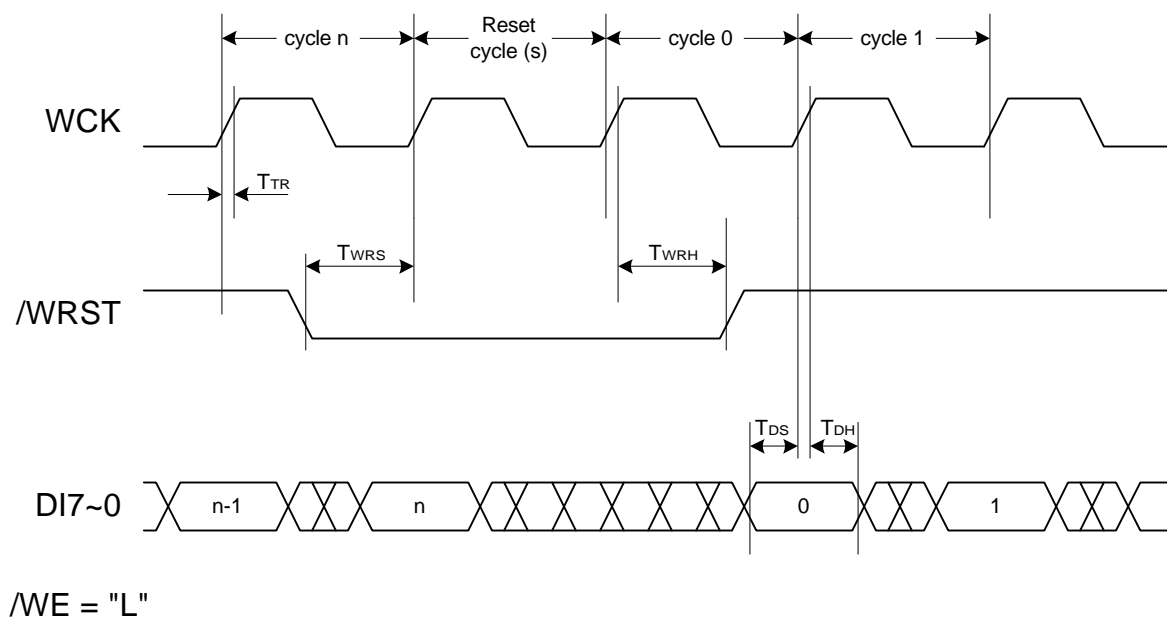 cycle n
Reset
cycle (s)
cycle 0
cycle 1
WCK
TTR
TWRS
TWRH
/WRST
TDS
TDH
DI7~0
n-1
n
0
1
/WE = "L"